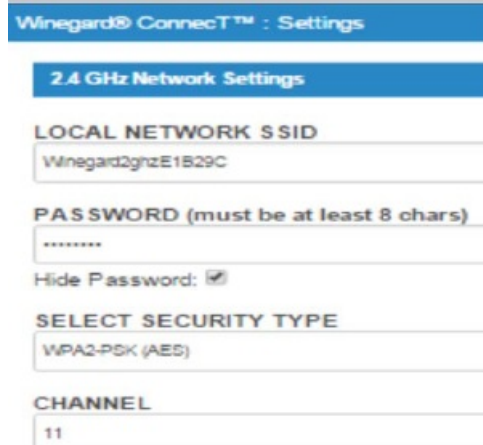 Winegard® ConnecT™ : Settings
2.4 GHz Network Settings
LOCAL NETWORK SSID
Winegard2ghzE1B29C
PASSWORD (must be at least 8 chars)
••••••••
Hide Password:
SELECT SECURITY TYPE
WPA2-PSK (AES)
CHANNEL
11